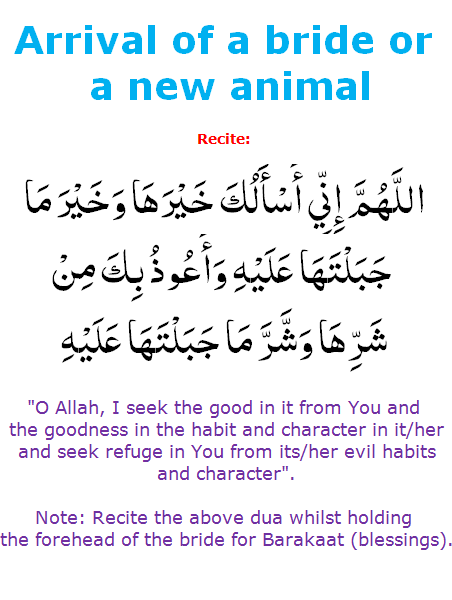 Arrival of a bride or
a new animal
Recite:
اللَّهُمَّ إِنِّي أَسْأَلُكَ خَيْرَهَا وَخَيْرَ مَا
جَبَلْتَهَا عَلَيْهِ وَأَعُوذُ بِكَ مِنْ
شَرِّهَا وَشَّرَّ مَا جَبَلْتَهَا عَلَيْهِ
"O Allah, I seek the good in it from You and
the goodness in the habit and character in it/her
and seek refuge in You from its/her evil habits
and character".
Note: Recite the above dua whilst holding
the forehead of the bride for Barakaat (blessings).